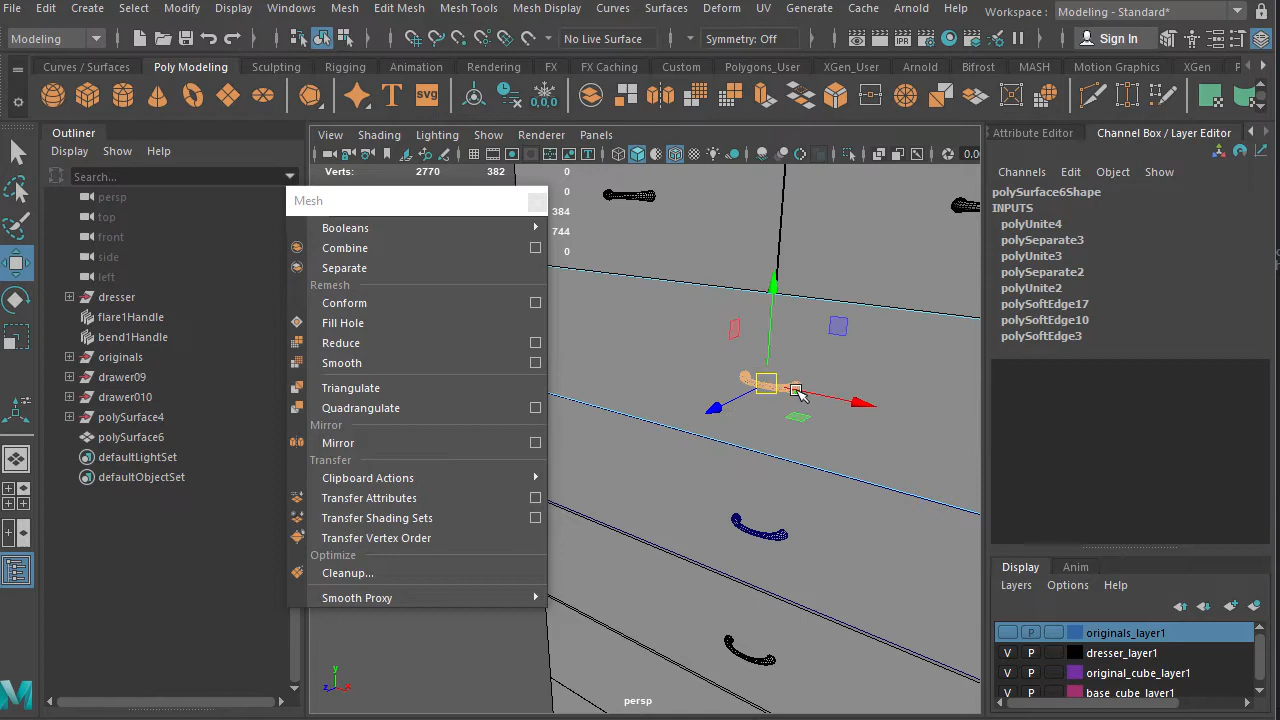 File Edit Create Select Modify Display Windows Mesh Edit Mesh Mesh Tools Mesh Display Curves Surfaces Deform UV Generate Cache Arnold Help Workspace : Modeling - Standard*
Modeling No Live Surface Symmetry: Off Sign In
Curves / Surfaces Poly Modeling Sculpting Rigging Animation Rendering FX FX Caching Custom Polygons_User XGen_User Arnold Bifrost MASH Motion Graphics XGen
svg 0,0,0
Outliner
Display Show Help
Search...
persp
top
front
side
left
dresser
flare1Handle
bend1Handle
originals
drawer09
drawer010
polySurface4
polySurface6
defaultLightSet
defaultObjectSet
Mesh
Booleans
Combine
Separate
Remesh
Conform
Fill Hole
Reduce
Smooth
Triangulate
Quadrangulate
Mirror
Mirror
Transfer
Clipboard Actions
Transfer Attributes
Transfer Shading Sets
Transfer Vertex Order
Optimize
Cleanup...
Smooth Proxy
View Shading Lighting Show Renderer Panels
0.0
Verts: 2770 382 0
0
384
744
0
y
z x
persp
Attribute Editor Channel Box / Layer Editor
Channels Edit Object Show
polySurface6Shape
INPUTS
polyUnite4
polySeparate3
polyUnite3
polySeparate2
polyUnite2
polySoftEdge17
polySoftEdge10
polySoftEdge3
Display Anim
Layers Options Help
P originals_layer1
V P dresser_layer1
V P original_cube_layer1
V P base_cube_layer1